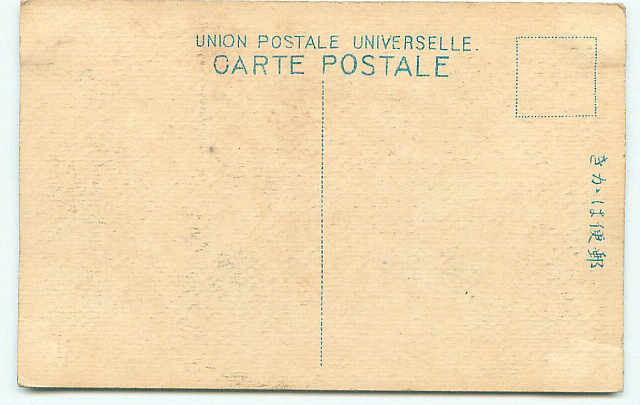 UNION POSTALE UNIVERSELLE.
CARTE POSTALE
郵便はかき